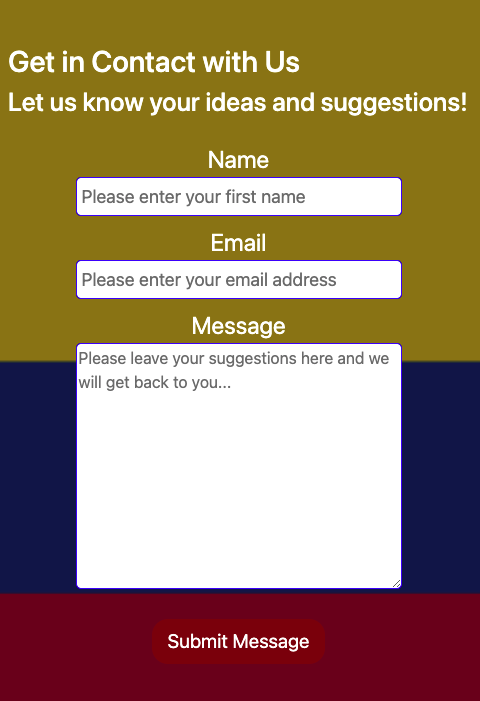 Get in Contact with Us
Let us know your ideas and suggestions!
Name
Please enter your first name
Email
Please enter your email address
Message
Please leave your suggestions here and we
will get back to you...
Submit Message